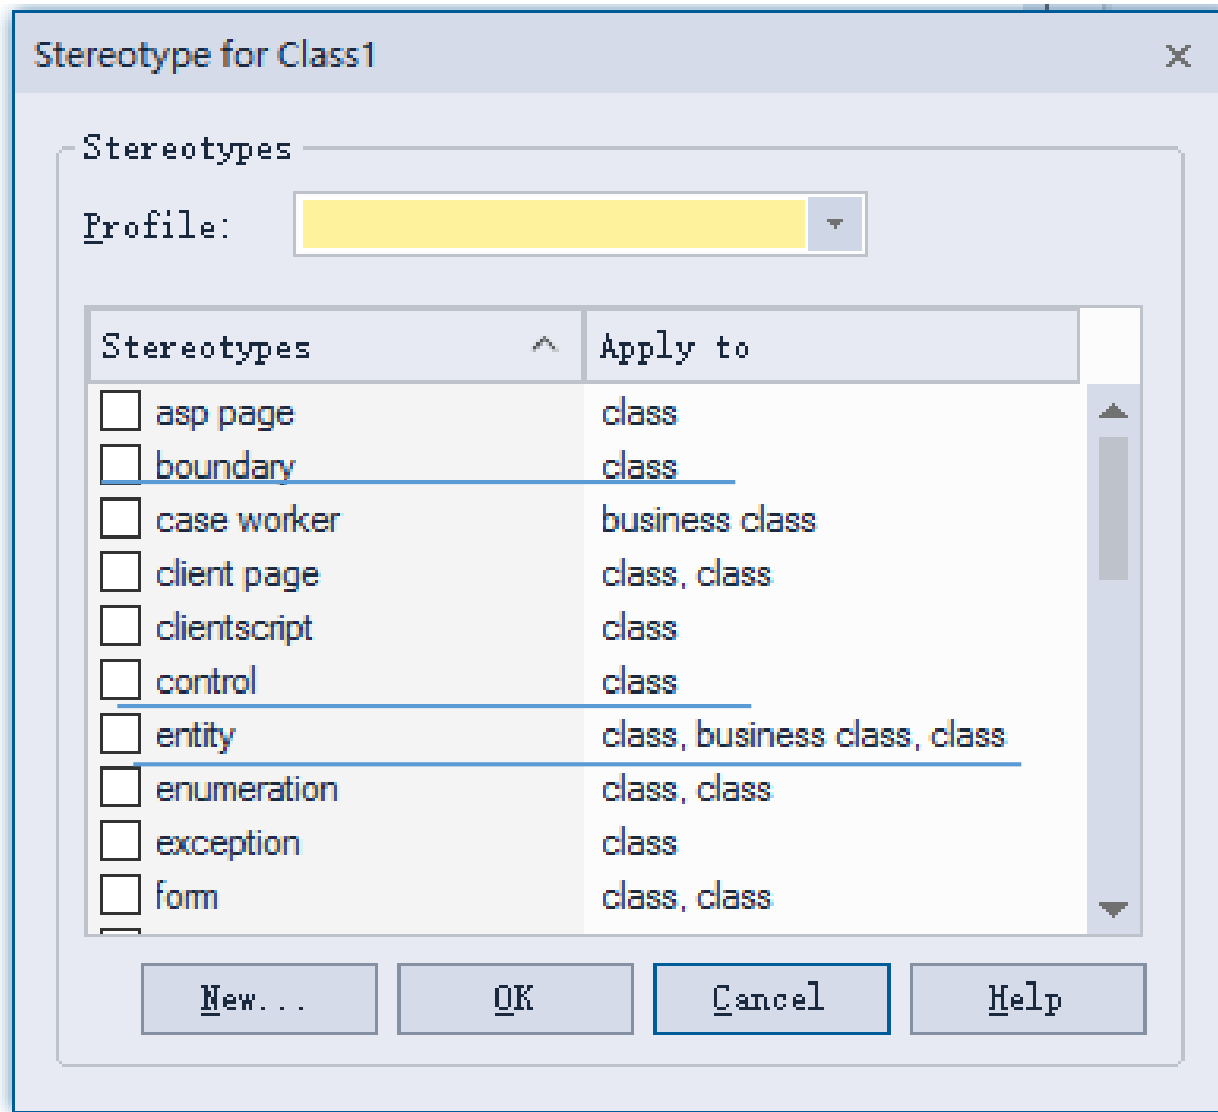 Stereotype for Class1
Stereotypes
Profile:
Stereotypes Apply to
asp page class
boundary class
case worker business class
client page class, class
clientscript class
control class
entity class, business class, class
enumeration class, class
exception class
form class, class
New... OK Cancel Help